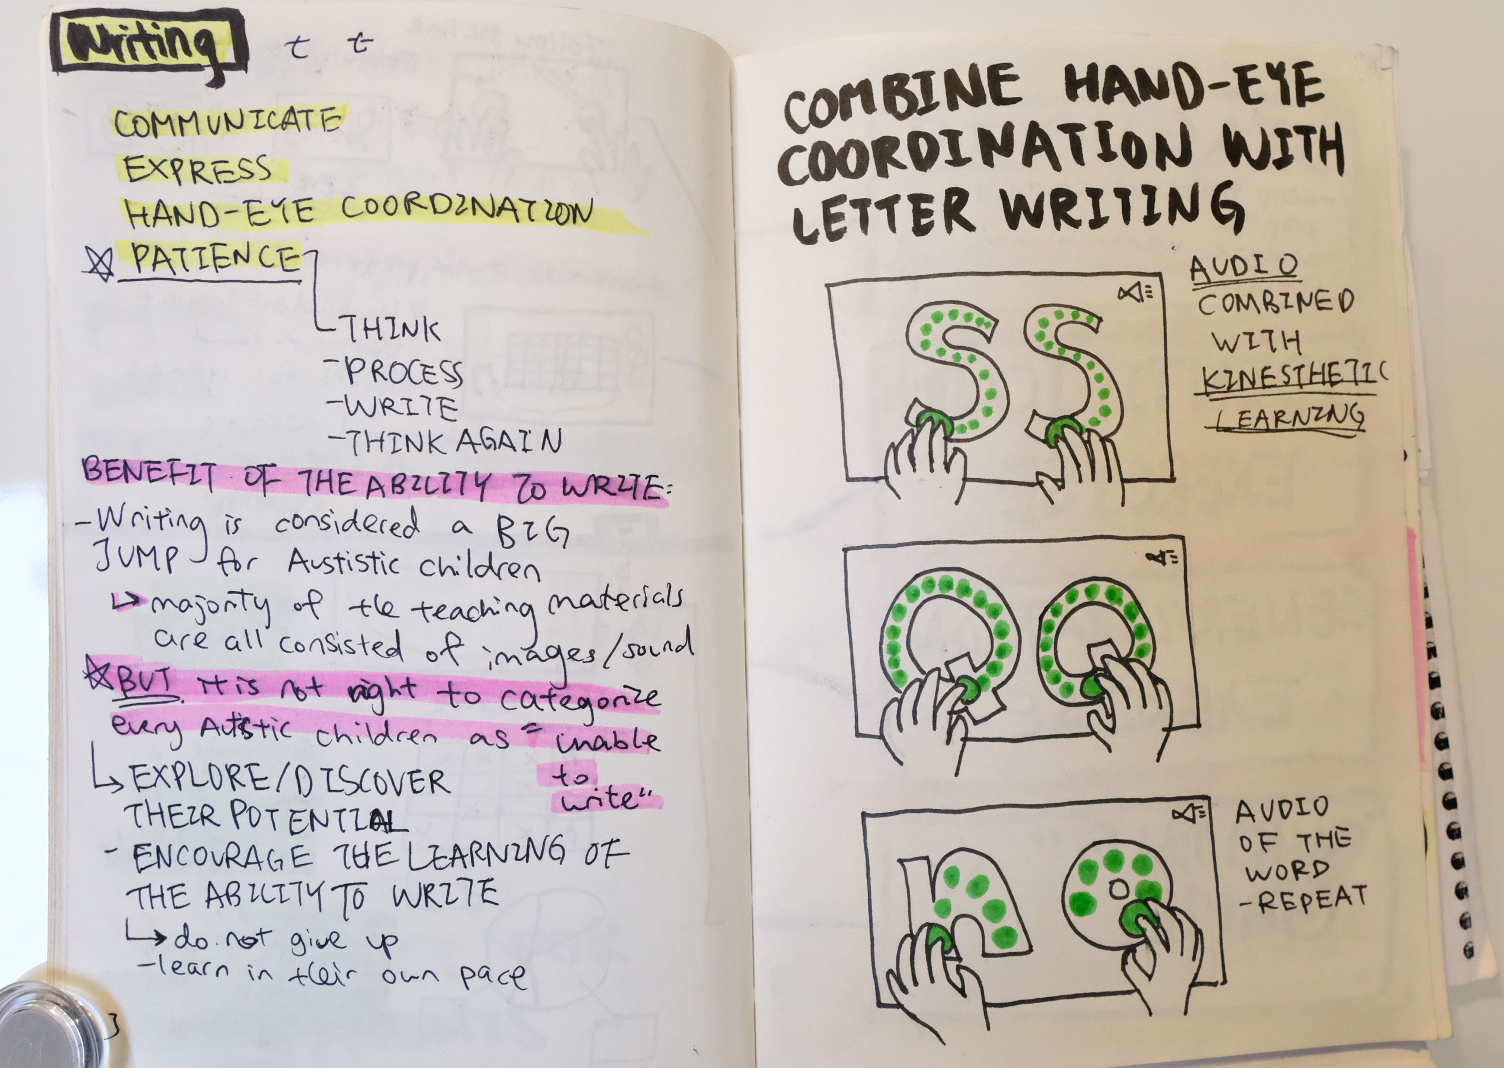 Writing t t
COMMUNICATE
EXPRESS
HAND-EYE COORDINATION
PATIENCE
-THINK
-PROCESS
-WRITE
-THINK AGAIN
BENEFIT OF THE ABILITY TO WRITE:
-Writing is considered a BIG
JUMP for Austistic children
↳ majority of the teaching materials
are all consisted of images/sound
BUT it is not right to categorize
every Autistic children as "unable
to
write"
↳ EXPLORE/DISCOVER
THEIR POTENTIAL
- ENCOURAGE THE LEARNING OF
THE ABILITY TO WRITE
↳ do not give up
-learn in their own pace
COMBINE HAND-EYE
COORDINATION WITH
LETTER WRITING
S S
AUDIO
COMBINED
WITH
KINESTHETIC
LEARNING
Q O
h o
AUDIO
OF THE
WORD
-REPEAT